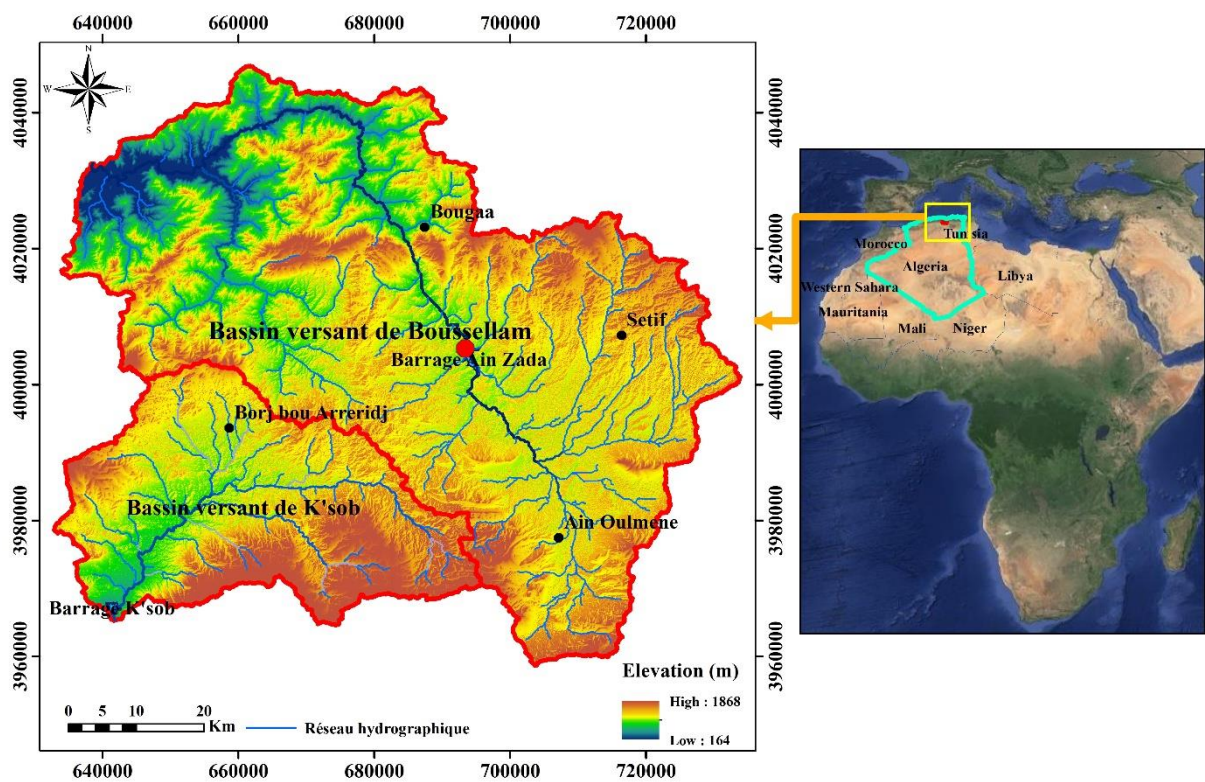 640000 660000 680000 700000 720000
N
W E
S
4040000 4040000
4020000 4020000
4000000 4000000
3980000 3980000
3960000 3960000
Bougaa
Setif
Bassin versant de Boussellam
Barrage Ain Zada
Borj bou Arreridj
Bassin versant de K'sob
Ain Oulmene
Barrage K'sob
Elevation (m)
High : 1868
Low : 164
0 5 10 20
Km
Réseau hydrographique
640000 660000 680000 700000 720000
Tunisia
Morocco
Algeria
Libya
Western Sahara
Mauritania
Mali
Niger